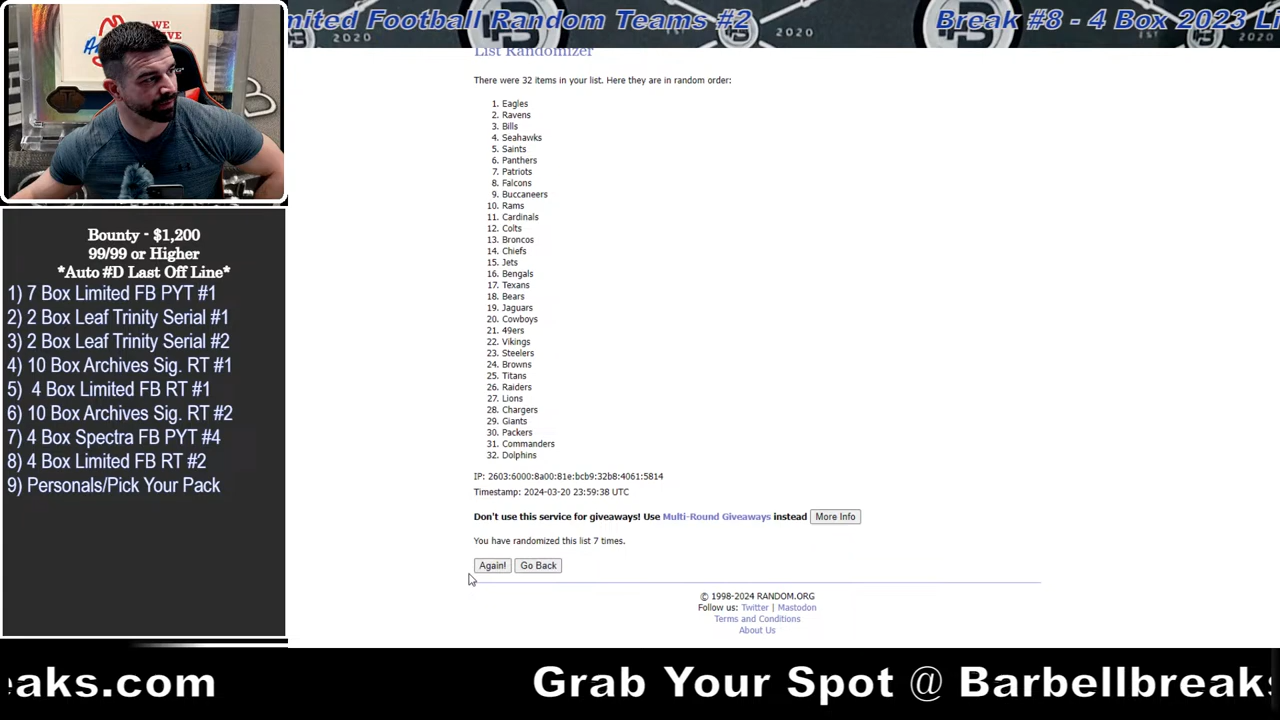 mited Football Random Teams #2
Break #8 - 4 Box 2023 Li
2020
2020
2020
WE
List Randomizer
There were 32 items in your list. Here they are in random order:
1. Eagles
2. Ravens
3. Bills
4. Seahawks
5. Saints
6. Panthers
7. Patriots
8. Falcons
9. Buccaneers
10. Rams
11. Cardinals
12. Colts
13. Broncos
14. Chiefs
15. Jets
16. Bengals
17. Texans
18. Bears
19. Jaguars
20. Cowboys
21. 49ers
22. Vikings
23. Steelers
24. Browns
25. Titans
26. Raiders
27. Lions
28. Chargers
29. Giants
30. Packers
31. Commanders
32. Dolphins
IP: 2603:6000:8a00:81e:bcb9:32b8:4061:5814
Timestamp: 2024-03-20 23:59:38 UTC
Don't use this service for giveaways! Use Multi-Round Giveaways instead More Info
You have randomized this list 7 times.
Again! Go Back
© 1998-2024 RANDOM.ORG
Follow us: Twitter | Mastodon
Terms and Conditions
About Us
Bounty - $1,200
99/99 or Higher
*Auto #D Last Off Line*
1) 7 Box Limited FB PYT #1
2) 2 Box Leaf Trinity Serial #1
3) 2 Box Leaf Trinity Serial #2
4) 10 Box Archives Sig. RT #1
5) 4 Box Limited FB RT #1
6) 10 Box Archives Sig. RT #2
7) 4 Box Spectra FB PYT #4
8) 4 Box Limited FB RT #2
9) Personals/Pick Your Pack
eaks.com
Grab Your Spot @ Barbellbreaks